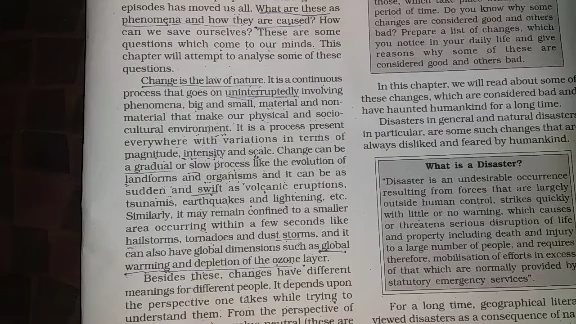 episodes has moved us all. What are these as
phenomena and how they are caused? How
can we save ourselves? These are some
questions which come to our minds. This
chapter will attempt to analyse some of these
questions.
Change is the law of nature. It is a continuous
process that goes on uninterruptedly involving
phenomena, big and small, material and non-
material that make our physical and socio-
cultural environment. It is a process present
everywhere with variations in terms of
magnitude, intensity and scale. Change can be
a gradual or slow process like the evolution of
landforms and organisms and it can be as
sudden and swift as volcanic eruptions,
tsunamis, earthquakes and lightening, etc.
Similarly, it may remain confined to a smaller
area occurring within a few seconds like
hailstorms, tornadoes and dust storms, and it
can also have global dimensions such as global
warming and depletion of the ozone layer.
Besides these, changes have different
meanings for different people. It depends upon
the perspective one takes while trying to
understand them. From the perspective of
neutral (these are
those, which
period of time. Do you know why some
changes are considered good and others
bad? Prepare a list of changes, which
you notice in your daily life and give
reasons why some of these are
considered good and others bad.
In this chapter, we will read about some of
these changes, which are considered bad and
have haunted humankind for a long time.
Disasters in general and natural disasters
in particular, are some such changes that are
always disliked and feared by humankind.
What is a Disaster?
"Disaster is an undesirable occurrence
resulting from forces that are largely
outside human control, strikes quickly
with little or no warning, which causes
or threatens serious disruption of life
and property including death and injury
to a large number of people, and requires
therefore, mobilisation of efforts in excess
of that which are normally provided by
statutory emergency services".
For a long time, geographical litera
viewed disasters as a consequence of na